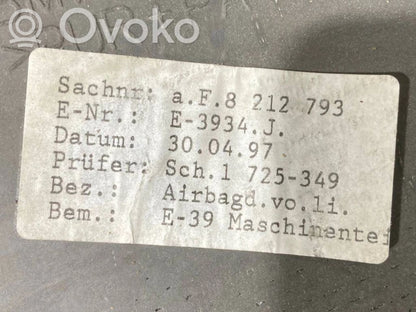 Ovoko
Sachnr: a.F.8 212 793
E-Nr.: E-3934.J.
Datum: 30.04.97
Prüfer: Sch.1 725-349
Bez.: Airbagd.vo.li.
Bem.: E-39 Maschinentei